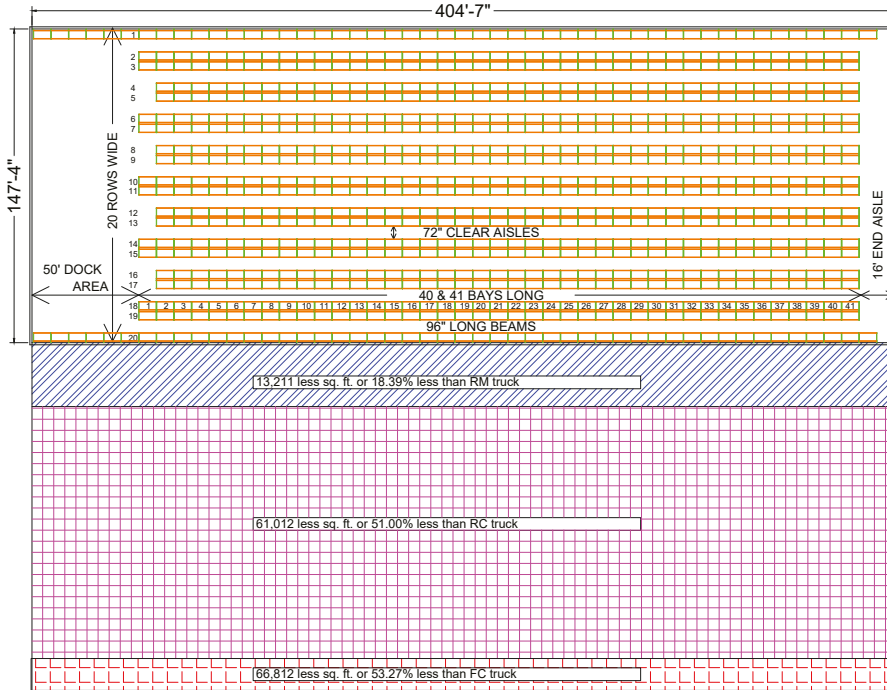 404'-7"
147'-4"
20 ROWS WIDE
1
2
3
4
5
6
7
8
9
10
11
12
13
72" CLEAR AISLES
14
15
16' END AISLE
16
17
50' DOCK
AREA
40 & 41 BAYS LONG
18 1 2 3 4 5 6 7 8 9 10 11 12 13 14 15 16 17 18 19 20 21 22 23 24 25 26 27 28 29 30 31 32 33 34 35 36 37 38 39 40 41
19
96" LONG BEAMS
20
13,211 less sq. ft. or 18.39% less than RM truck
61,012 less sq. ft. or 51.00% less than RC truck
66,812 less sq. ft. or 53.27% less than FC truck